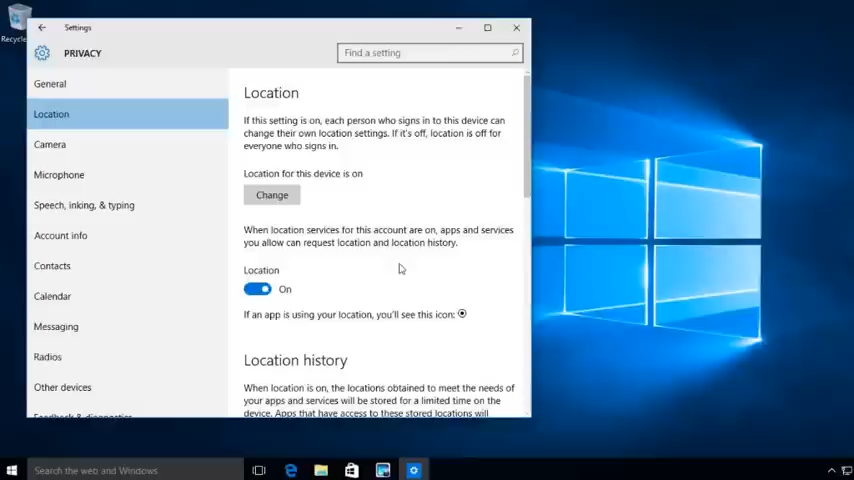 Recycle
Settings
PRIVACY
Find a setting
General
Location
Camera
Microphone
Speech, inking, & typing
Account info
Contacts
Calendar
Messaging
Radios
Other devices
Feedback & diagnostics
Location
If this setting is on, each person who signs in to this device can
change their own location settings. If it's off, location is off for
everyone who signs in.
Location for this device is on
Change
When location services for this account are on, apps and services
you allow can request location and location history.
Location
On
If an app is using your location, you'll see this icon:
Location history
When location is on, the locations obtained to meet the needs of
your apps and services will be stored for a limited time on the
device. Apps that have access to these stored locations will
Search the web and Windows